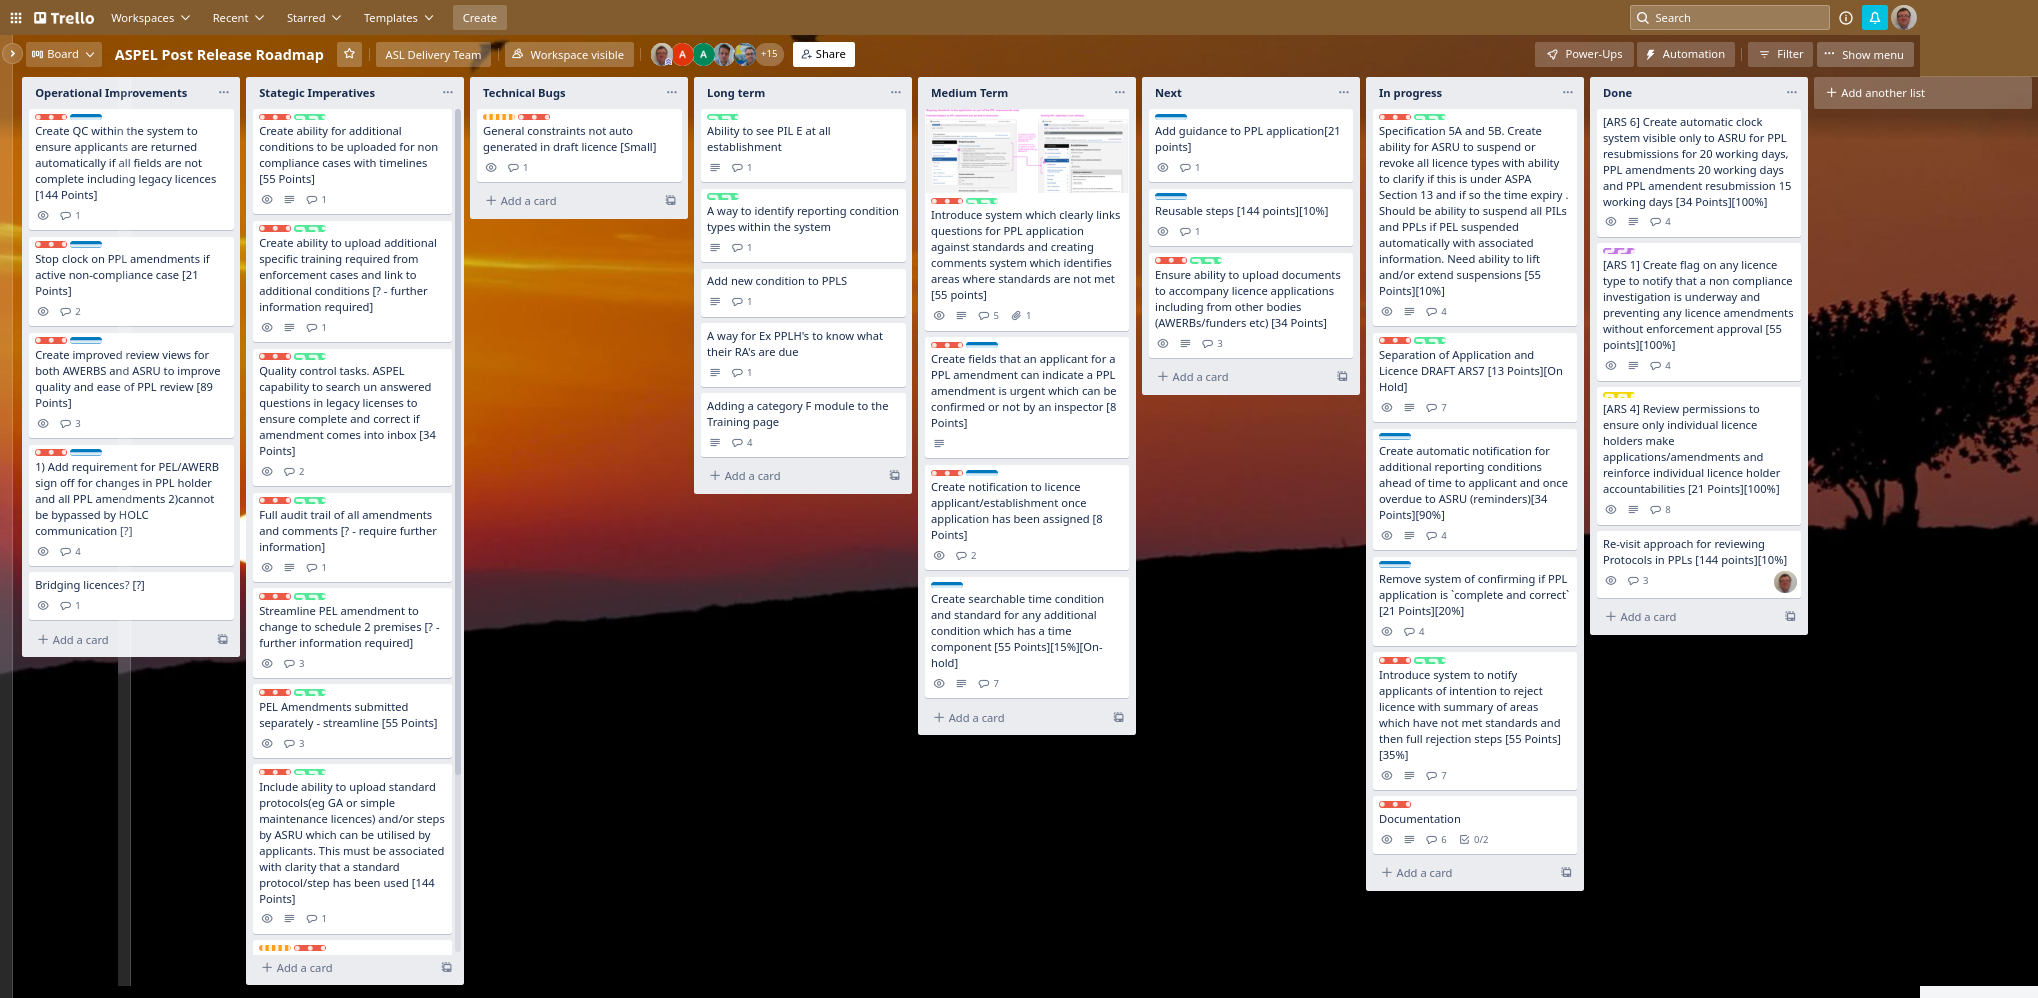 Trello
Workspaces
Recent
Starred
Templates
Create
Search
Board
ASPEL Post Release Roadmap
ASL Delivery Team
Workspace visible
A
A
+15
Share
Power-Ups
Automation
Filter
Show menu
Operational Improvements
Create QC within the system to
ensure applicants are returned
automatically if all fields are not
complete including legacy licences
[144 Points]
1
Stop clock on PPL amendments if
active non-compliance case [21
Points]
2
Create improved review views for
both AWERBS and ASRU to improve
quality and ease of PPL review [89
Points]
3
1) Add requirement for PEL/AWERB
sign off for changes in PPL holder
and all PPL amendments 2)cannot
be bypassed by HOLC
communication [?]
4
Bridging licences? [?]
1
Add a card
Stategic Imperatives
Create ability for additional
conditions to be uploaded for non
compliance cases with timelines
[55 Points]
1
Create ability to upload additional
specific training required from
enforcement cases and link to
additional conditions [? - further
information required]
1
Quality control tasks. ASPEL
capability to search un answered
questions in legacy licenses to
ensure complete and correct if
amendment comes into inbox [34
Points]
2
Full audit trail of all amendments
and comments [? - require further
information]
1
Streamline PEL amendment to
change to schedule 2 premises [? -
further information required]
3
PEL Amendments submitted
separately - streamline [55 Points]
3
Include ability to upload standard
protocols(eg GA or simple
maintenance licences) and/or steps
by ASRU which can be utilised by
applicants. This must be associated
with clarity that a standard
protocol/step has been used [144
Points]
1
Add a card
Technical Bugs
General constraints not auto
generated in draft licence [Small]
1
Add a card
Long term
Ability to see PIL E at all
establishment
1
A way to identify reporting condition
types within the system
1
Add new condition to PPLS
1
A way for Ex PPLH's to know what
their RA's are due
1
Adding a category F module to the
Training page
4
Add a card
Medium Term
Introduce system which clearly links
questions for PPL application
against standards and creating
comments system which identifies
areas where standards are not met
[55 points]
5
1
Create fields that an applicant for a
PPL amendment can indicate a PPL
amendment is urgent which can be
confirmed or not by an inspector [8
Points]
Create notification to licence
applicant/establishment once
application has been assigned [8
Points]
2
Create searchable time condition
and standard for any additional
condition which has a time
component [55 Points][15%][On-
hold]
7
Add a card
Next
Add guidance to PPL application[21
points]
1
Reusable steps [144 points][10%]
1
Ensure ability to upload documents
to accompany licence applications
including from other bodies
(AWERBs/funders etc) [34 Points]
3
Add a card
In progress
Specification 5A and 5B. Create
ability for ASRU to suspend or
revoke all licence types with ability
to clarify if this is under ASPA
Section 13 and if so the time expiry .
Should be ability to suspend all PILs
and PPLs if PEL suspended
automatically with associated
information. Need ability to lift
and/or extend suspensions [55
Points][10%]
4
Separation of Application and
Licence DRAFT ARS7 [13 Points][On
Hold]
7
Create automatic notification for
additional reporting conditions
ahead of time to applicant and once
overdue to ASRU (reminders)[34
Points][90%]
4
Remove system of confirming if PPL
application is `complete and correct`
[21 Points][20%]
4
Introduce system to notify
applicants of intention to reject
licence with summary of areas
which have not met standards and
then full rejection steps [55 Points]
[35%]
7
Documentation
6
0/2
Add a card
Done
[ARS 6] Create automatic clock
system visible only to ASRU for PPL
resubmissions for 20 working days,
PPL amendments 20 working days
and PPL amendent resubmission 15
working days [34 Points][100%]
4
[ARS 1] Create flag on any licence
type to notify that a non compliance
investigation is underway and
preventing any licence amendments
without enforcement approval [55
points][100%]
4
[ARS 4] Review permissions to
ensure only individual licence
holders make
applications/amendments and
reinforce individual licence holder
accountabilities [21 Points][100%]
8
Re-visit approach for reviewing
Protocols in PPLs [144 points][10%]
3
Add a card
Add another list